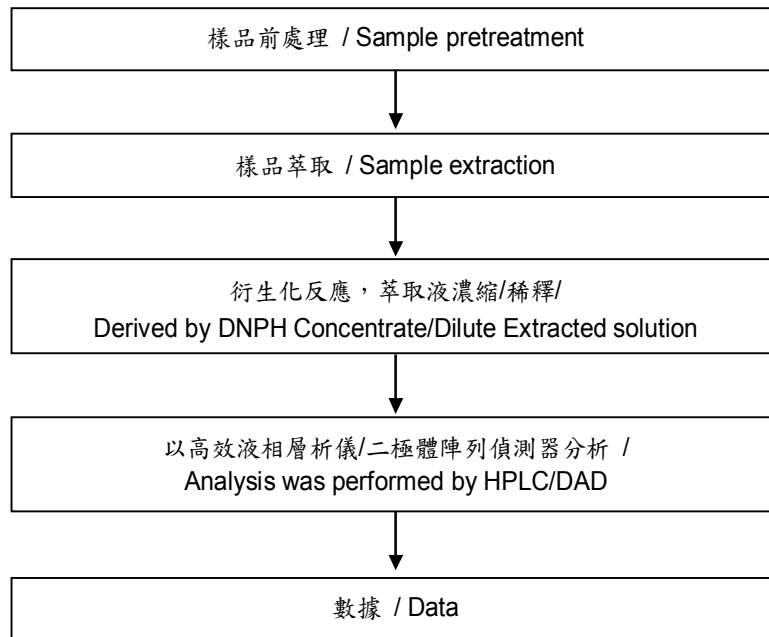 樣品前處理 / Sample pretreatment
樣品萃取 / Sample extraction
衍生化反應，萃取液濃縮/稀釋/
Derived by DNPH Concentrate/Dilute Extracted solution
以高效液相層析儀/二極體陣列偵測器分析 /
Analysis was performed by HPLC/DAD
數據 / Data